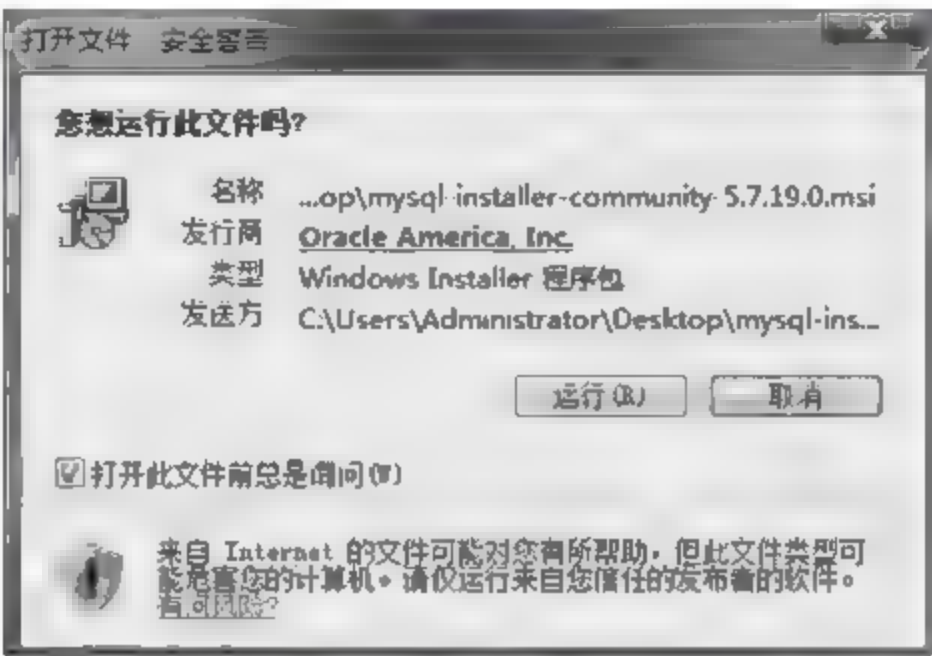 打开文件 安全警告
您想运行此文件吗?
名称 ...op\mysql-installer-community-5.7.19.0.msi
发行商 Oracle America, Inc.
类型 Windows Installer 程序包
发送方 C:\Users\Administrator\Desktop\mysql-ins...
运行(R) 取消
打开此文件前总是询问(W)
来自 Internet 的文件可能对您有所帮助,但此文件类型可
能危害您的计算机。请仅运行来自您信任的发布者的软件。
有何风险?